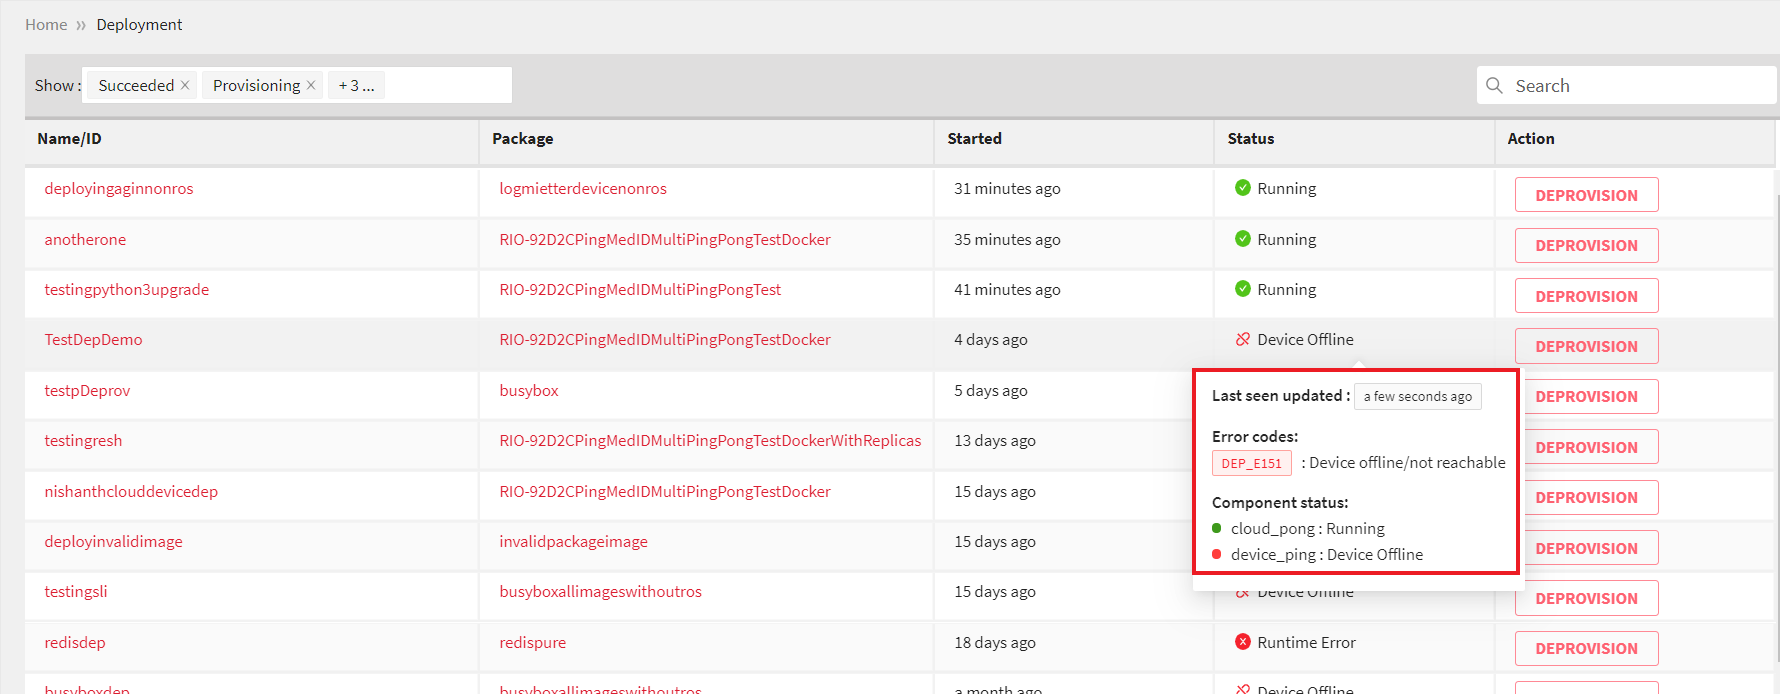 Home » Deployment
Show : Succeeded × Provisioning × + 3 ... Search
Name/ID Package Started Status Action
deployingaginnonros logmietterdevicenonros 31 minutes ago Running DEPROVISION
anotherone RIO-92D2CPingMedIDMultiPingPongTestDocker 35 minutes ago Running DEPROVISION
testingpython3upgrade RIO-92D2CPingMedIDMultiPingPongTest 41 minutes ago Running DEPROVISION
TestDepDemo RIO-92D2CPingMedIDMultiPingPongTestDocker 4 days ago Device Offline DEPROVISION
testpDeprov busybox 5 days ago DEPROVISION
testingresh RIO-92D2CPingMedIDMultiPingPongTestDockerWithReplicas 13 days ago DEPROVISION
nishanthclouddevicedep RIO-92D2CPingMedIDMultiPingPongTestDocker 15 days ago DEPROVISION
deployinvalidimage invalidpackageimage 15 days ago DEPROVISION
testingsli busyboxallimageswithoutros 15 days ago Device Offline DEPROVISION
redisdep redispure 18 days ago Runtime Error DEPROVISION
busyboxdep busyboxallimageswithoutros a month ago Device Offline
Last seen updated : a few seconds ago
Error codes:
DEP_E151 : Device offline/not reachable
Component status:
cloud_pong : Running
device_ping : Device Offline